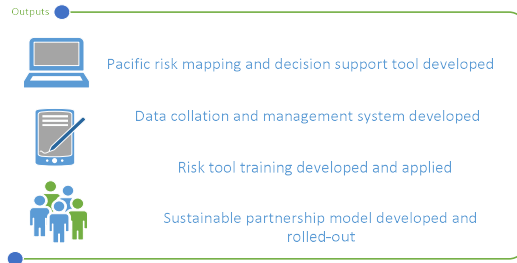 Outputs
Pacific risk mapping and decision support tool developed
Data collation and management system developed
Risk tool training developed and applied
Sustainable partnership model developed and
rolled-out